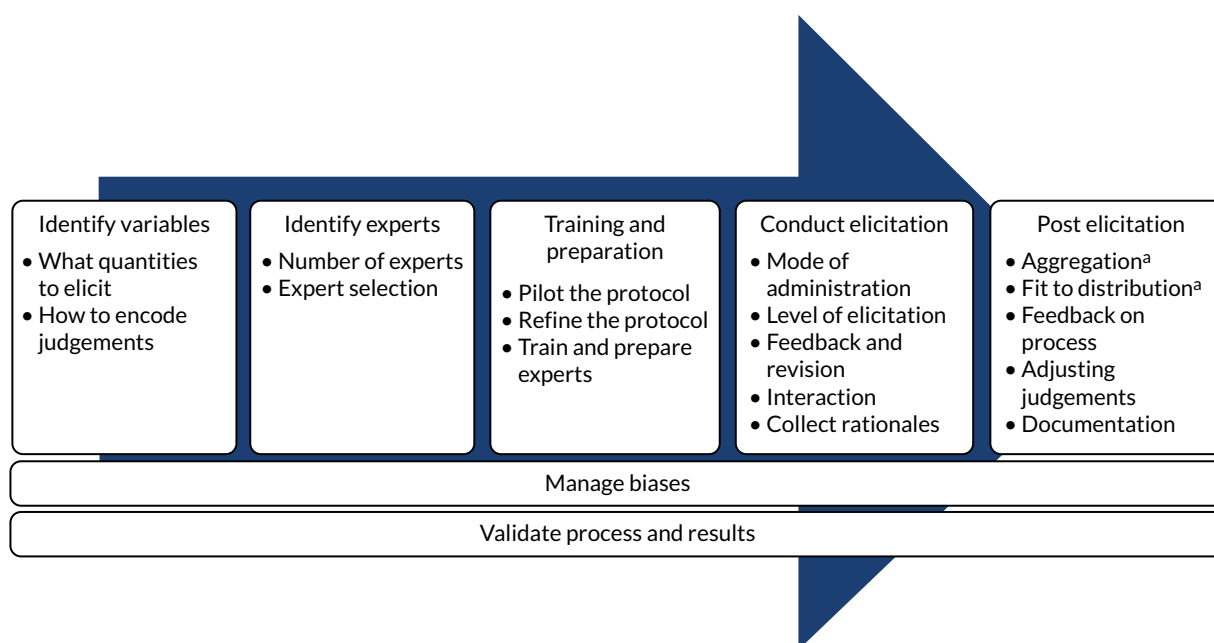 Identify variables
• What quantities
to elicit
• How to encode
judgements
Identify experts
• Number of experts
• Expert selection
Training and
preparation
• Pilot the protocol
• Refine the protocol
• Train and prepare
experts
Conduct elicitation
• Mode of
administration
• Level of elicitation
• Feedback and
revision
• Interaction
• Collect rationales
Post elicitation
• Aggregationᵃ
• Fit to distributionᵃ
• Feedback on
process
• Adjusting
judgements
• Documentation
Manage biases
Validate process and results